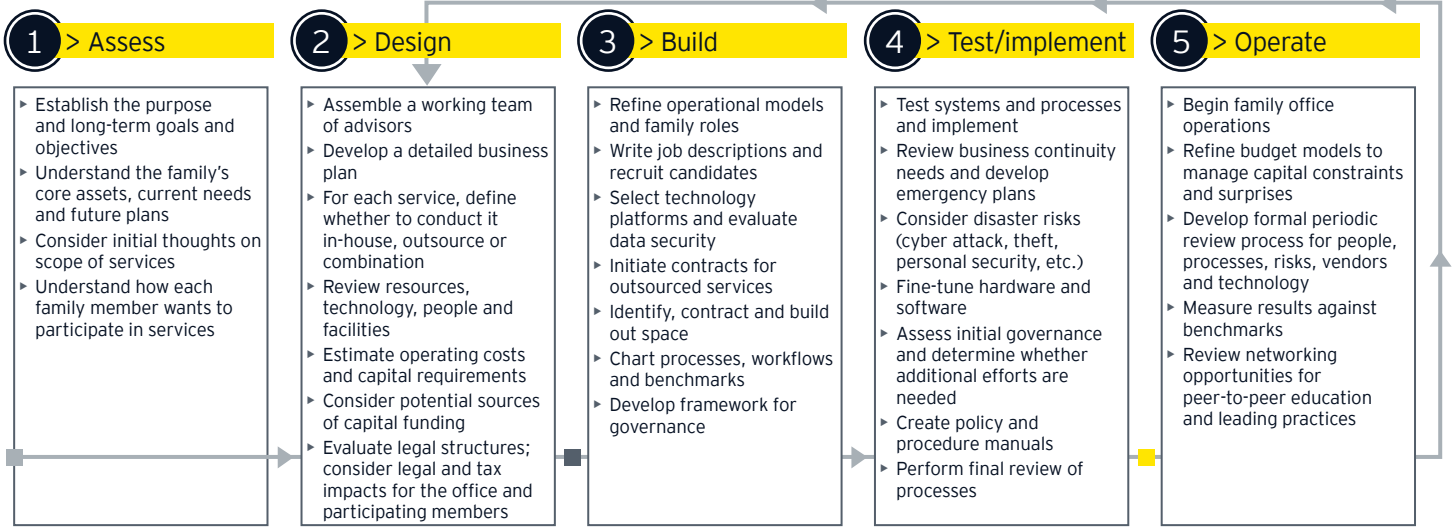 1 > Assess
▸ Establish the purpose
and long-term goals and
objectives
▸ Understand the family's
core assets, current needs
and future plans
▸ Consider initial thoughts on
scope of services
▸ Understand how each
family member wants to
participate in services
2 > Design
▸ Assemble a working team
of advisors
▸ Develop a detailed business
plan
▸ For each service, define
whether to conduct it
in-house, outsource or
combination
▸ Review resources,
technology, people and
facilities
▸ Estimate operating costs
and capital requirements
▸ Consider potential sources
of capital funding
▸ Evaluate legal structures;
consider legal and tax
impacts for the office and
participating members
3 > Build
▸ Refine operational models
and family roles
▸ Write job descriptions and
recruit candidates
▸ Select technology
platforms and evaluate
data security
▸ Initiate contracts for
outsourced services
▸ Identify, contract and build
out space
▸ Chart processes, workflows
and benchmarks
▸ Develop framework for
governance
4 > Test/implement
▸ Test systems and processes
and implement
▸ Review business continuity
needs and develop
emergency plans
▸ Consider disaster risks
(cyber attack, theft,
personal security, etc.)
▸ Fine-tune hardware and
software
▸ Assess initial governance
and determine whether
additional efforts are
needed
▸ Create policy and
procedure manuals
▸ Perform final review of
processes
5 > Operate
▸ Begin family office
operations
▸ Refine budget models to
manage capital constraints
and surprises
▸ Develop formal periodic
review process for people,
processes, risks, vendors
and technology
▸ Measure results against
benchmarks
▸ Review networking
opportunities for
peer-to-peer education
and leading practices